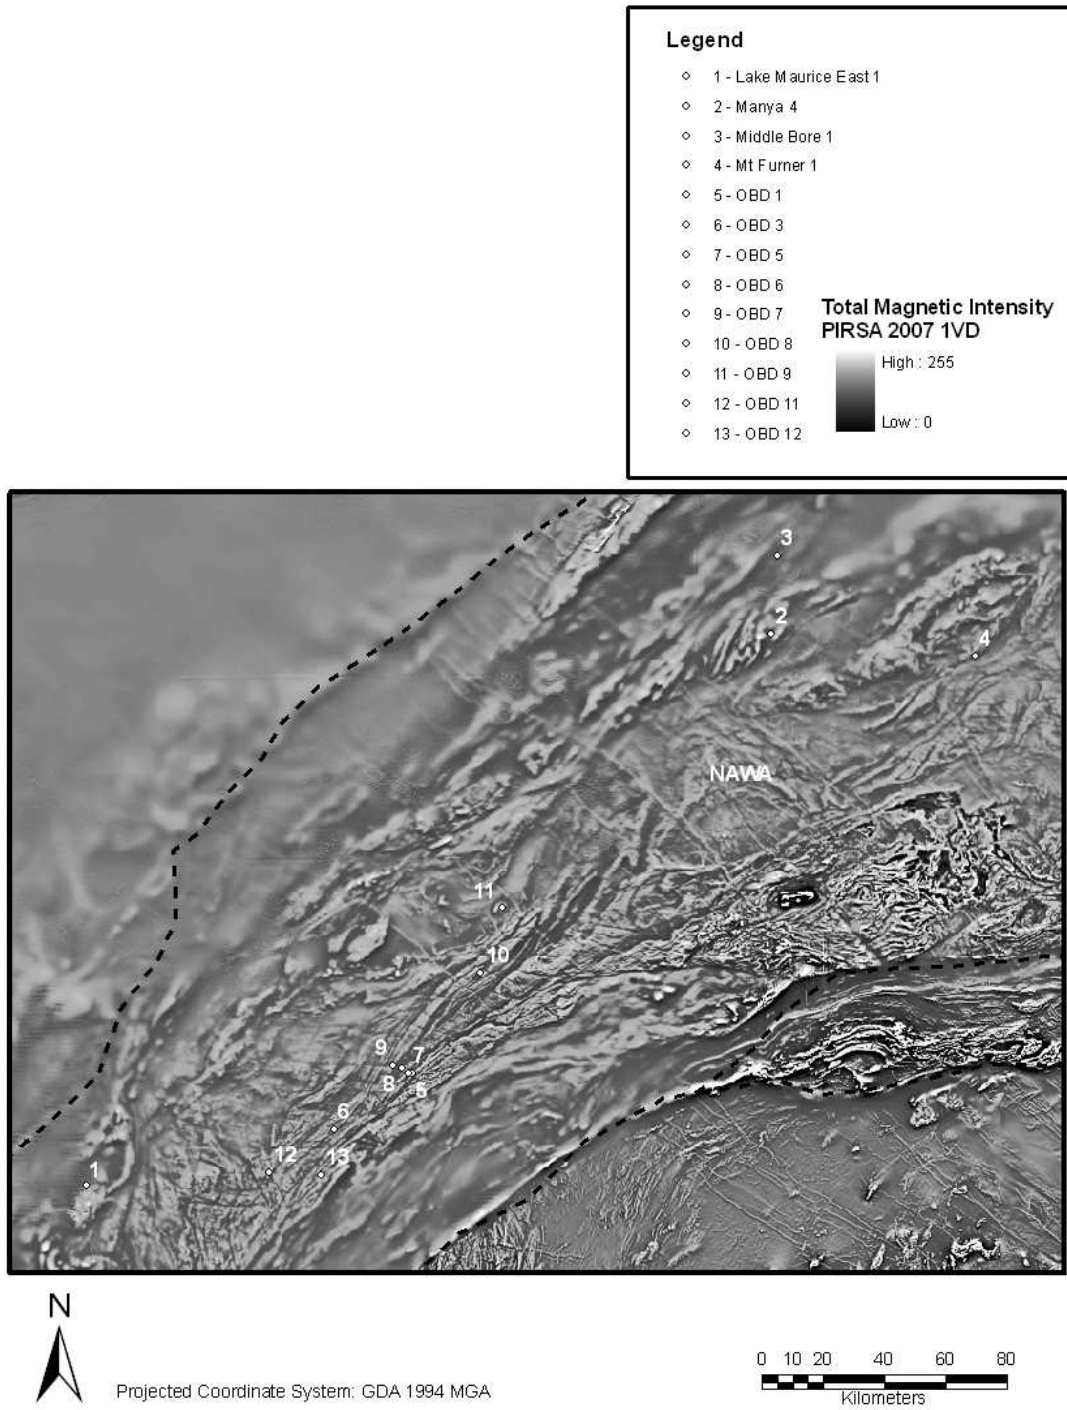 Legend
1 - Lake Maurice East 1
2 - Manya 4
3 - Middle Bore 1
4 - Mt Furner 1
5 - OBD 1
6 - OBD 3
7 - OBD 5
8 - OBD 6
9 - OBD 7
10 - OBD 8
11 - OBD 9
12 - OBD 11
13 - OBD 12
Total Magnetic Intensity
PIRSA 2007 1VD
High : 255
Low : 0
3
2
4
NAWA
11
10
9
7
8
5
6
12
13
1
N
Projected Coordinate System: GDA 1994 MGA
0 10 20 40 60 80
Kilometers